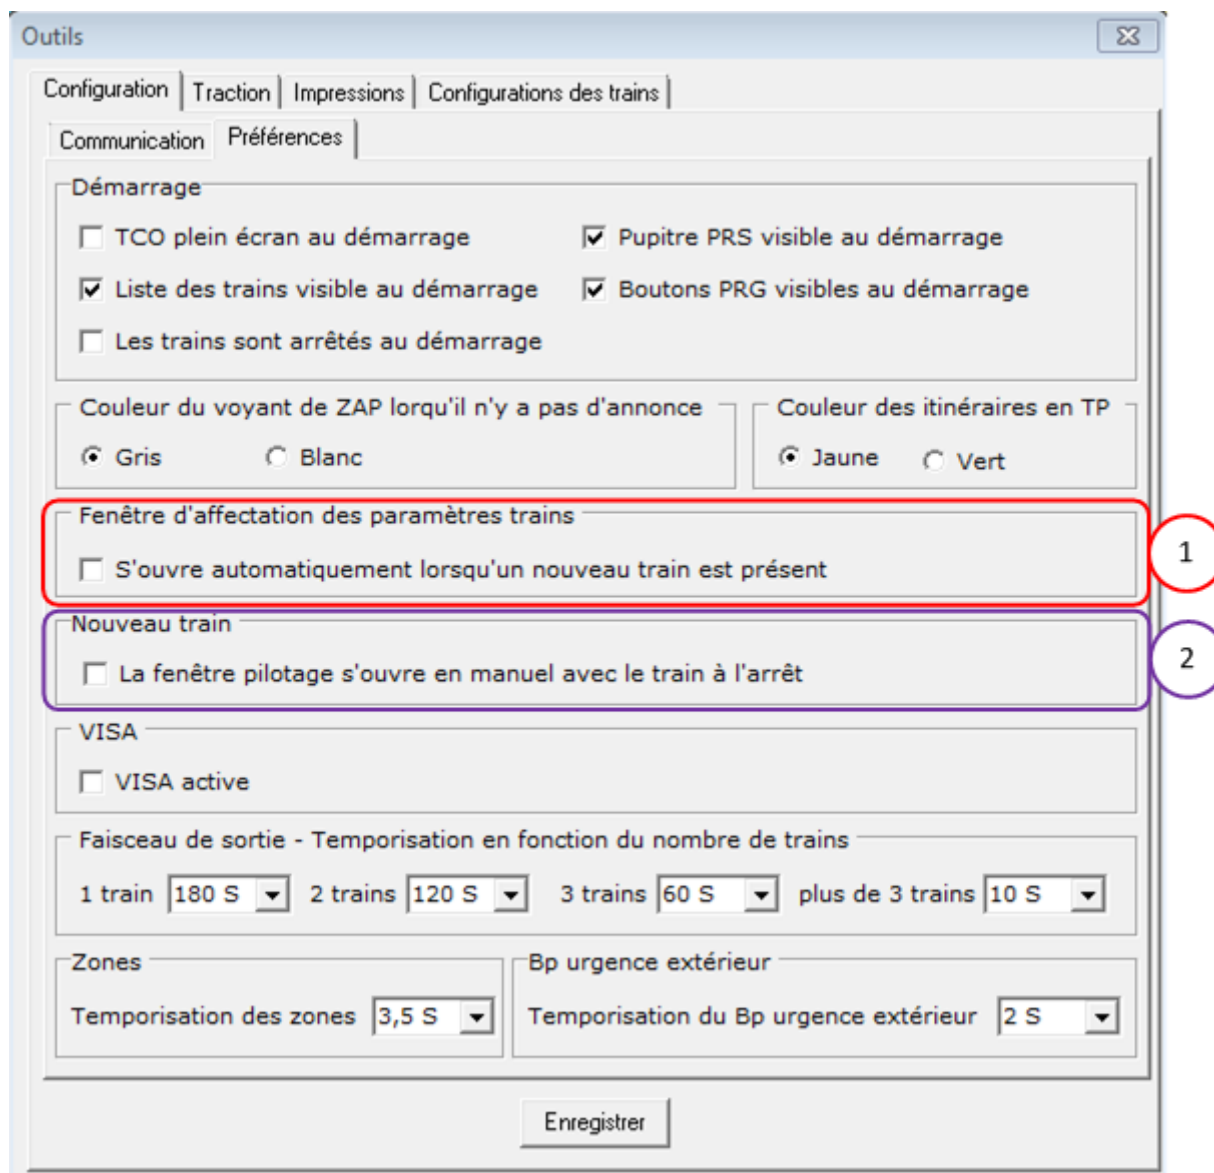 Outils
Configuration Traction Impressions Configurations des trains
Communication Préférences
Démarrage
TCO plein écran au démarrage Pupitre PRS visible au démarrage
Liste des trains visible au démarrage Boutons PRG visibles au démarrage
Les trains sont arrêtés au démarrage
Couleur du voyant de ZAP lorqu'il n'y a pas d'annonce Couleur des itinéraires en TP
Gris Blanc Jaune Vert
Fenêtre d'affectation des paramètres trains
S'ouvre automatiquement lorsqu'un nouveau train est présent
1
Nouveau train
La fenêtre pilotage s'ouvre en manuel avec le train à l'arrêt
2
VISA
VISA active
Faisceau de sortie - Temporisation en fonction du nombre de trains
1 train 180 S 2 trains 120 S 3 trains 60 S plus de 3 trains 10 S
Zones Bp urgence extérieur
Temporisation des zones 3,5 S Temporisation du Bp urgence extérieur 2 S
Enregistrer